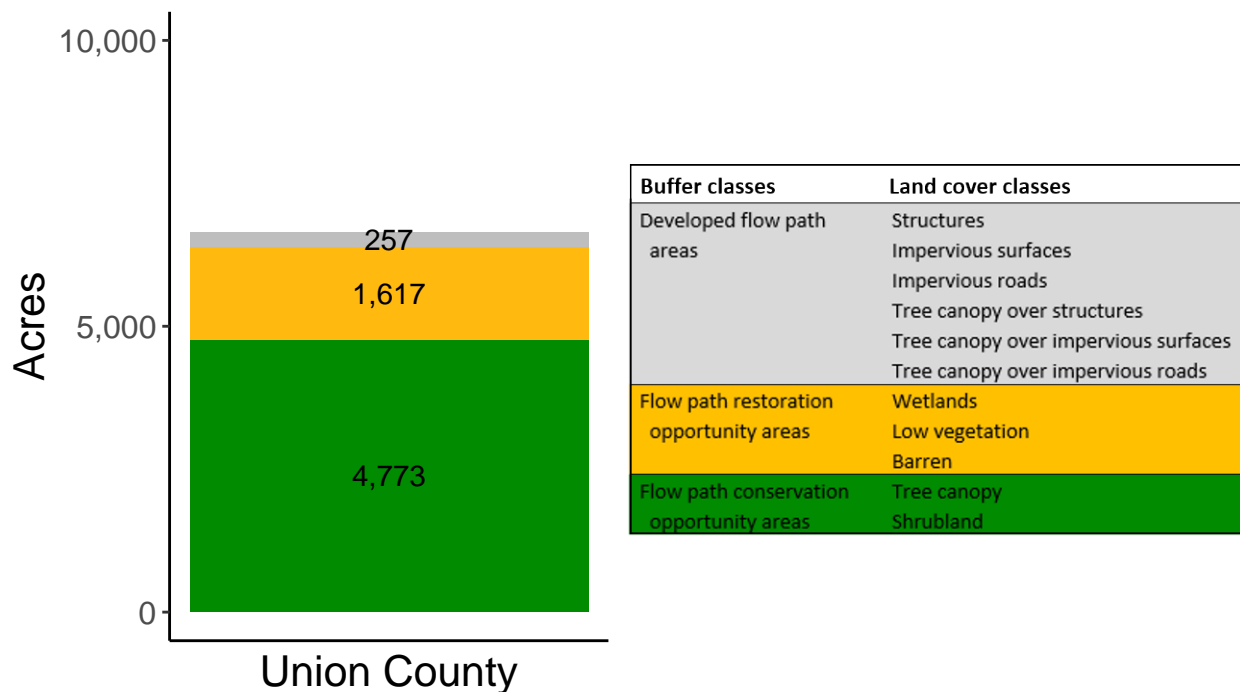 10,000
5,000
0
Acres
257
1,617
4,773
Union County
Buffer classes Land cover classes
Developed flow path Structures
areas Impervious surfaces
Impervious roads
Tree canopy over structures
Tree canopy over impervious surfaces
Tree canopy over impervious roads
Flow path restoration Wetlands
opportunity areas Low vegetation
Barren
Flow path conservation Tree canopy
opportunity areas Shrubland